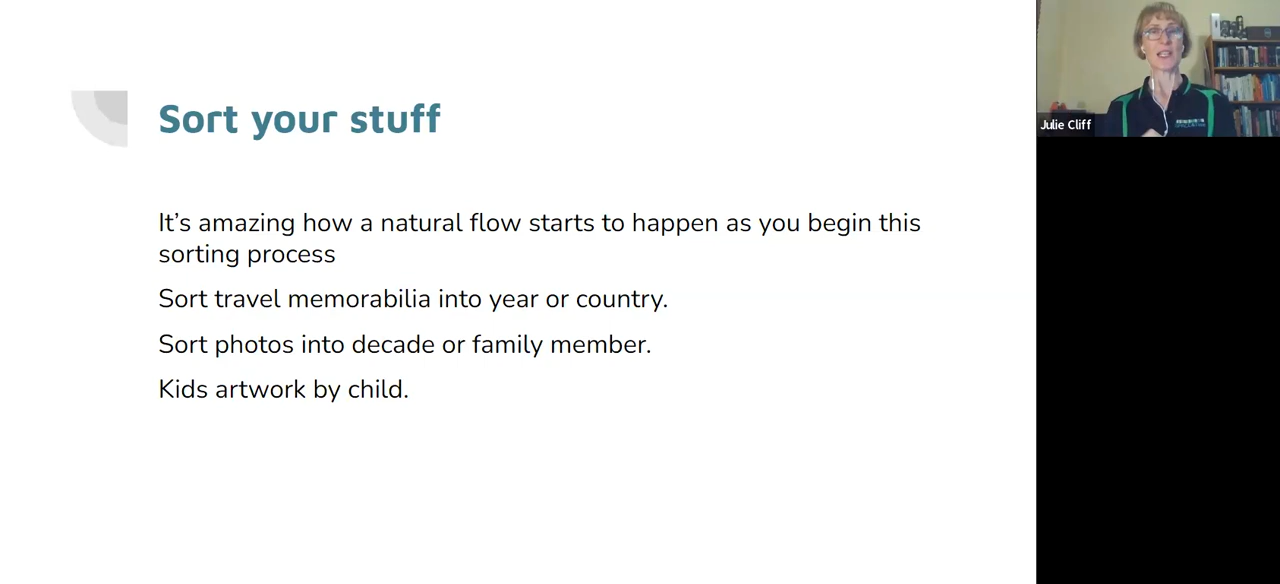 Sort your stuff
It’s amazing how a natural flow starts to happen as you begin this
sorting process
Sort travel memorabilia into year or country.
Sort photos into decade or family member.
Kids artwork by child.
Julie Cliff